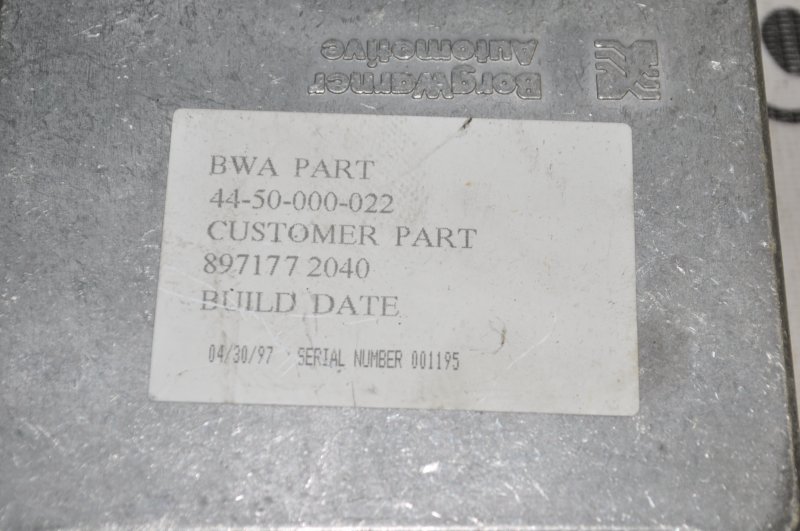 BorgWarner
Automotive
BWA PART
44-50-000-022
CUSTOMER PART
897177 2040
BUILD DATE
04/30/97 SERIAL NUMBER 001195